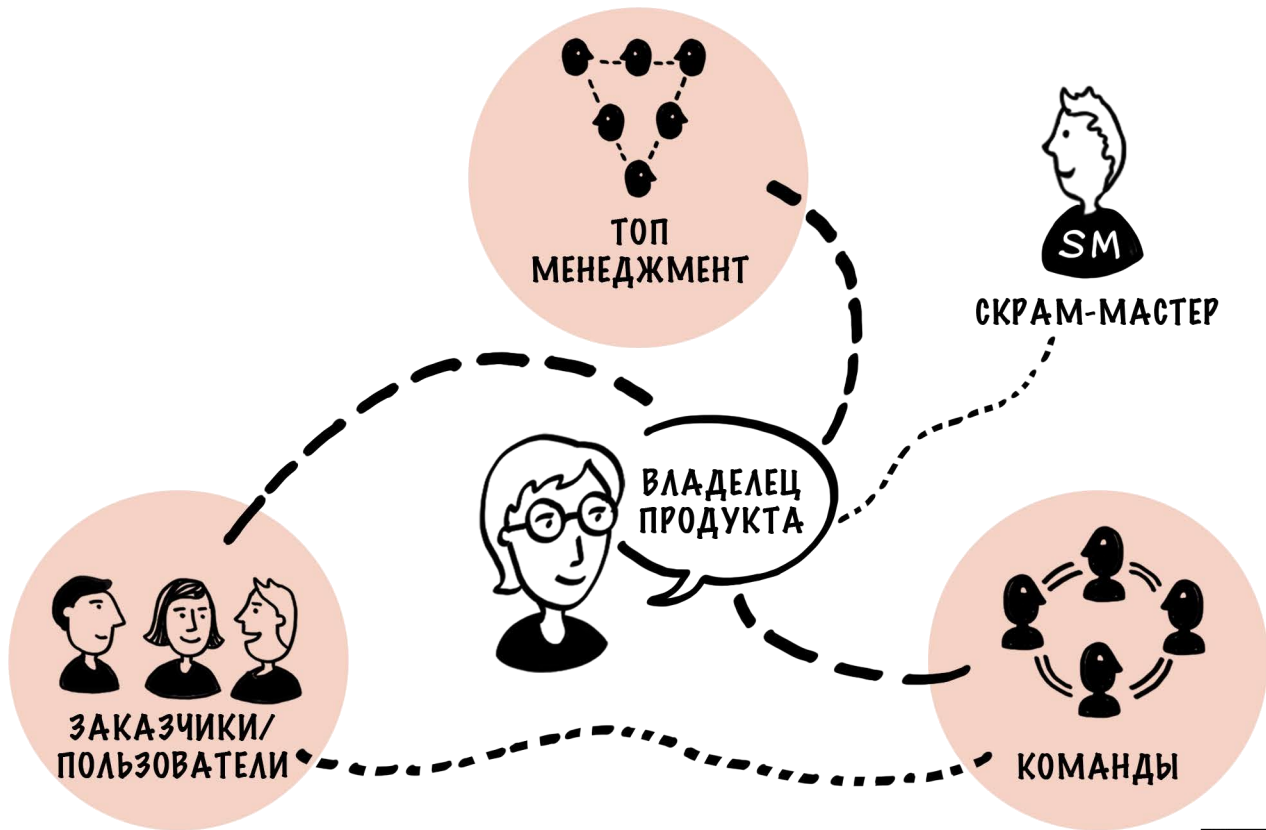 ТОП
МЕНЕДЖМЕНТ
SM
СКРАМ-МАСТЕР
ВЛАДЕЛЕЦ
ПРОДУКТА
ЗАКАЗЧИКИ/
ПОЛЬЗОВАТЕЛИ
КОМАНДЫ